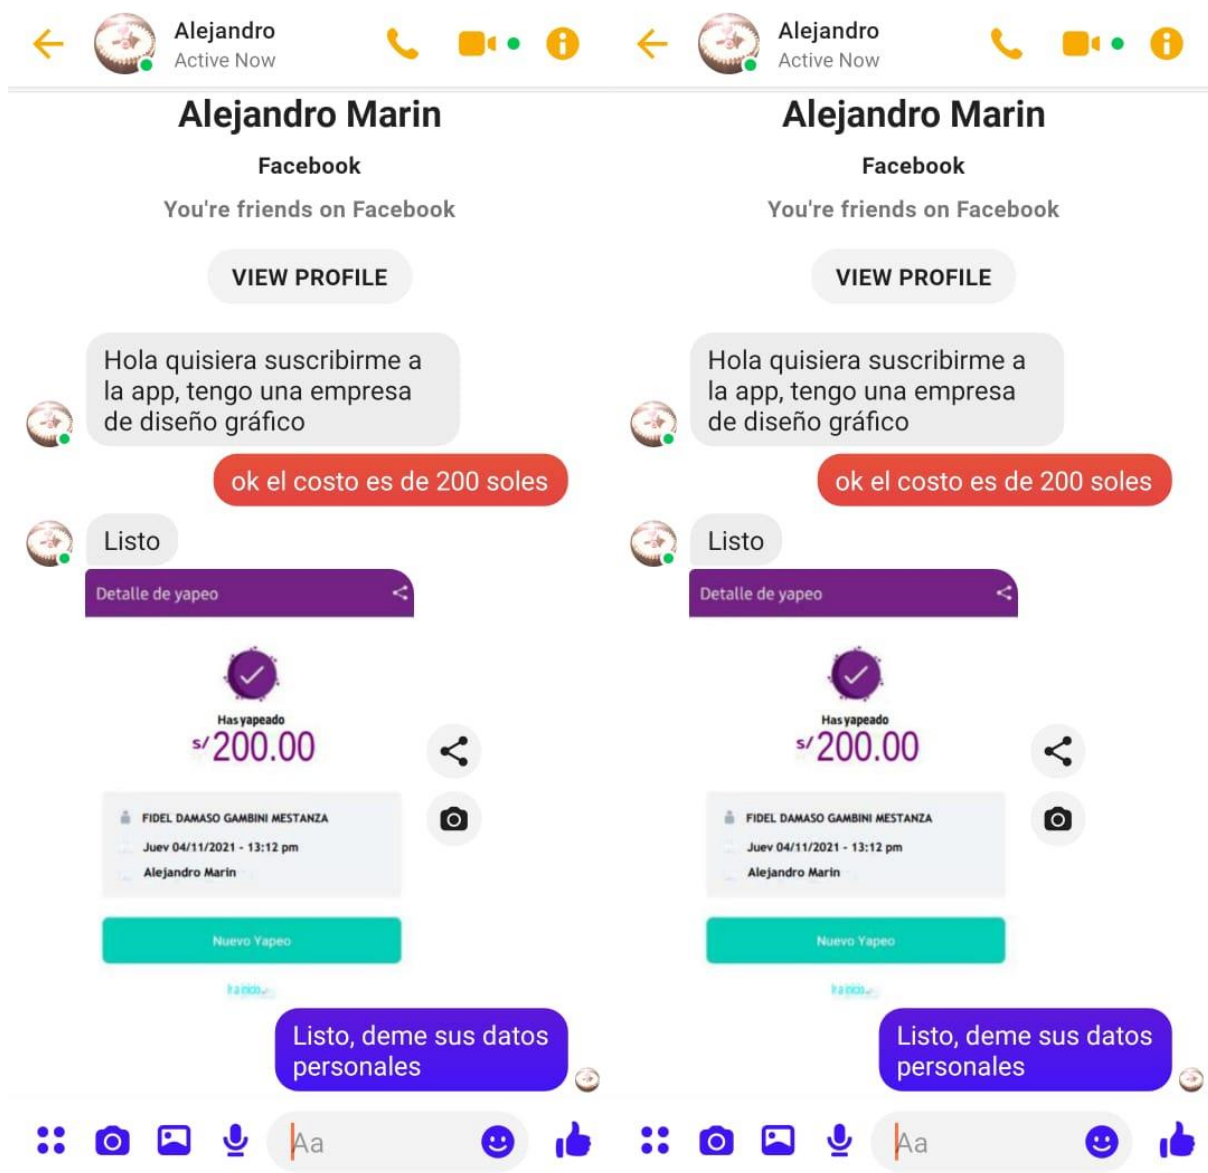 Alejandro
Active Now
Alejandro Marin
Facebook
You're friends on Facebook
VIEW PROFILE
Hola quisiera suscribirme a
la app, tengo una empresa
de diseño gráfico
ok el costo es de 200 soles
Listo
Detalle de yapeo
Has yapeado
s/200.00
FIDEL DAMASO GAMBINI MESTANZA
Juev 04/11/2021 - 13:12 pm
Alejandro Marin
Nuevo Yapeo
Listo, deme sus datos
personales
Aa
Alejandro
Active Now
Alejandro Marin
Facebook
You're friends on Facebook
VIEW PROFILE
Hola quisiera suscribirme a
la app, tengo una empresa
de diseño gráfico
ok el costo es de 200 soles
Listo
Detalle de yapeo
Has yapeado
s/200.00
FIDEL DAMASO GAMBINI MESTANZA
Juev 04/11/2021 - 13:12 pm
Alejandro Marin
Nuevo Yapeo
Listo, deme sus datos
personales
Aa